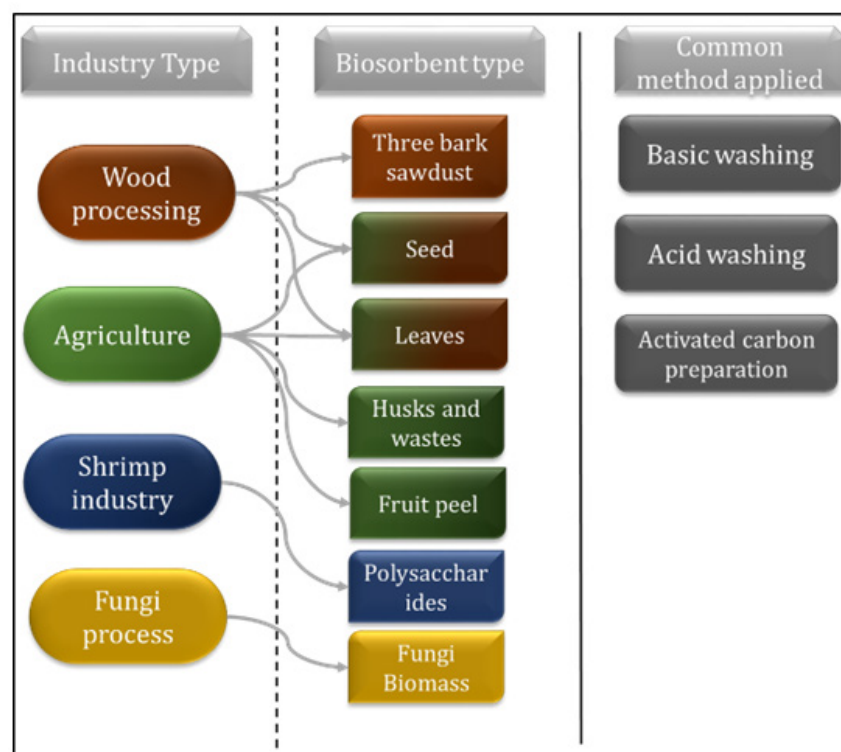 Industry Type
Wood
processing
Agriculture
Shrimp
industry
Fungi
process
Biosorbent type
Three bark
sawdust
Seed
Leaves
Husks and
wastes
Fruit peel
Polysacchar
ides
Fungi
Biomass
Common
method applied
Basic washing
Acid washing
Activated carbon
preparation